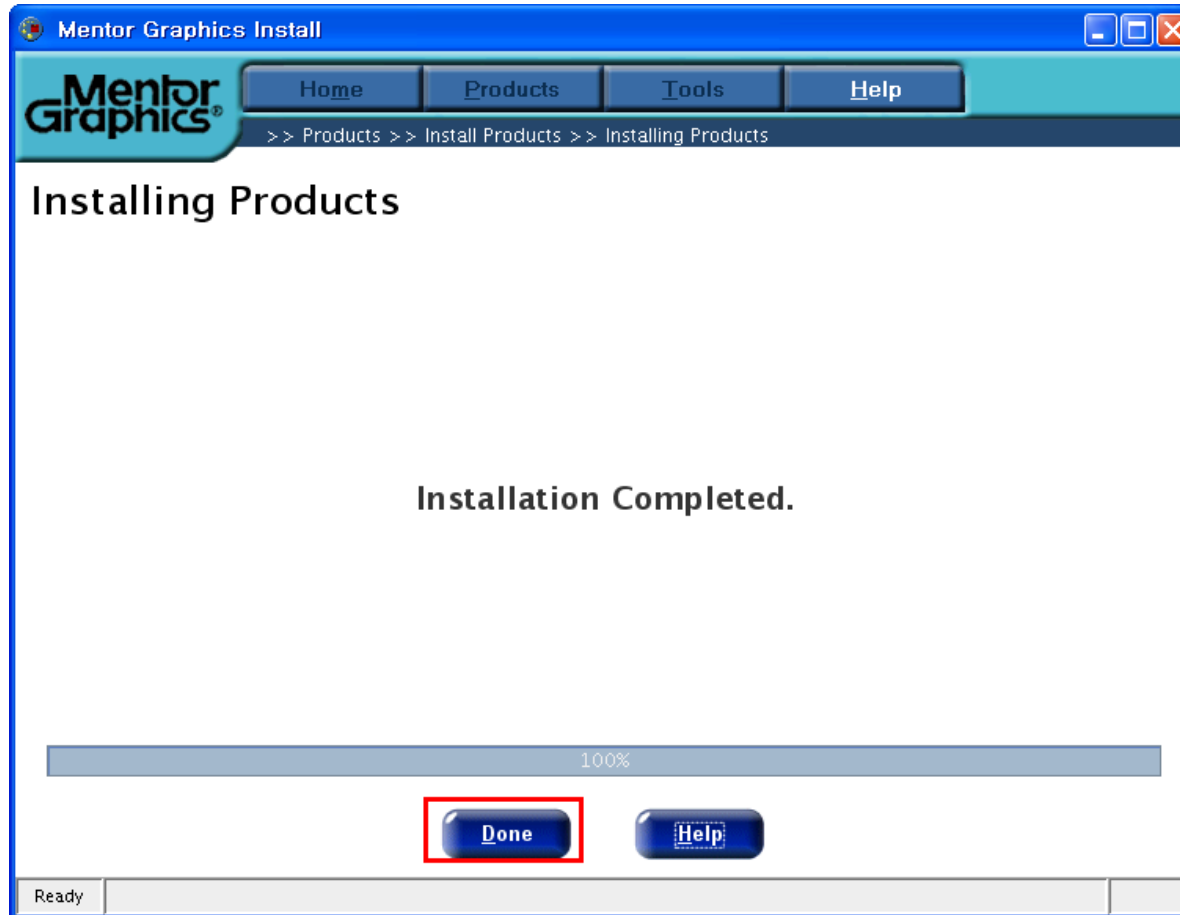 Mentor Graphics Install
Mentor
Graphics®
Home
Products
Tools
Help
>> Products >> Install Products >> Installing Products
Installing Products
Installation Completed.
100%
Done
Help
Ready